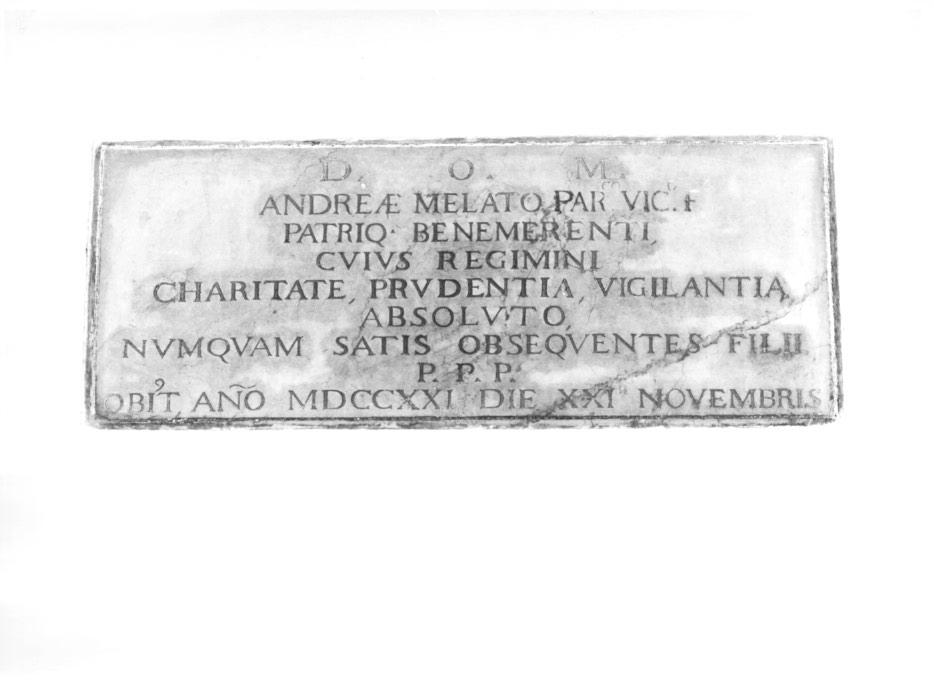 D. O. M.
ANDREÆ MELATO PAR VIC. F
PATRIQ. BENEMERENTI,
CVIVS REGIMINI
CHARITATE, PRVDENTIA, VIGILANTIA,
ABSOLVTO,
NVMQVAM SATIS OBSEQVENTES FILII
P. P. P.
OBIT, AÑO MDCCXXI DIE XXI NOVEMBRIS